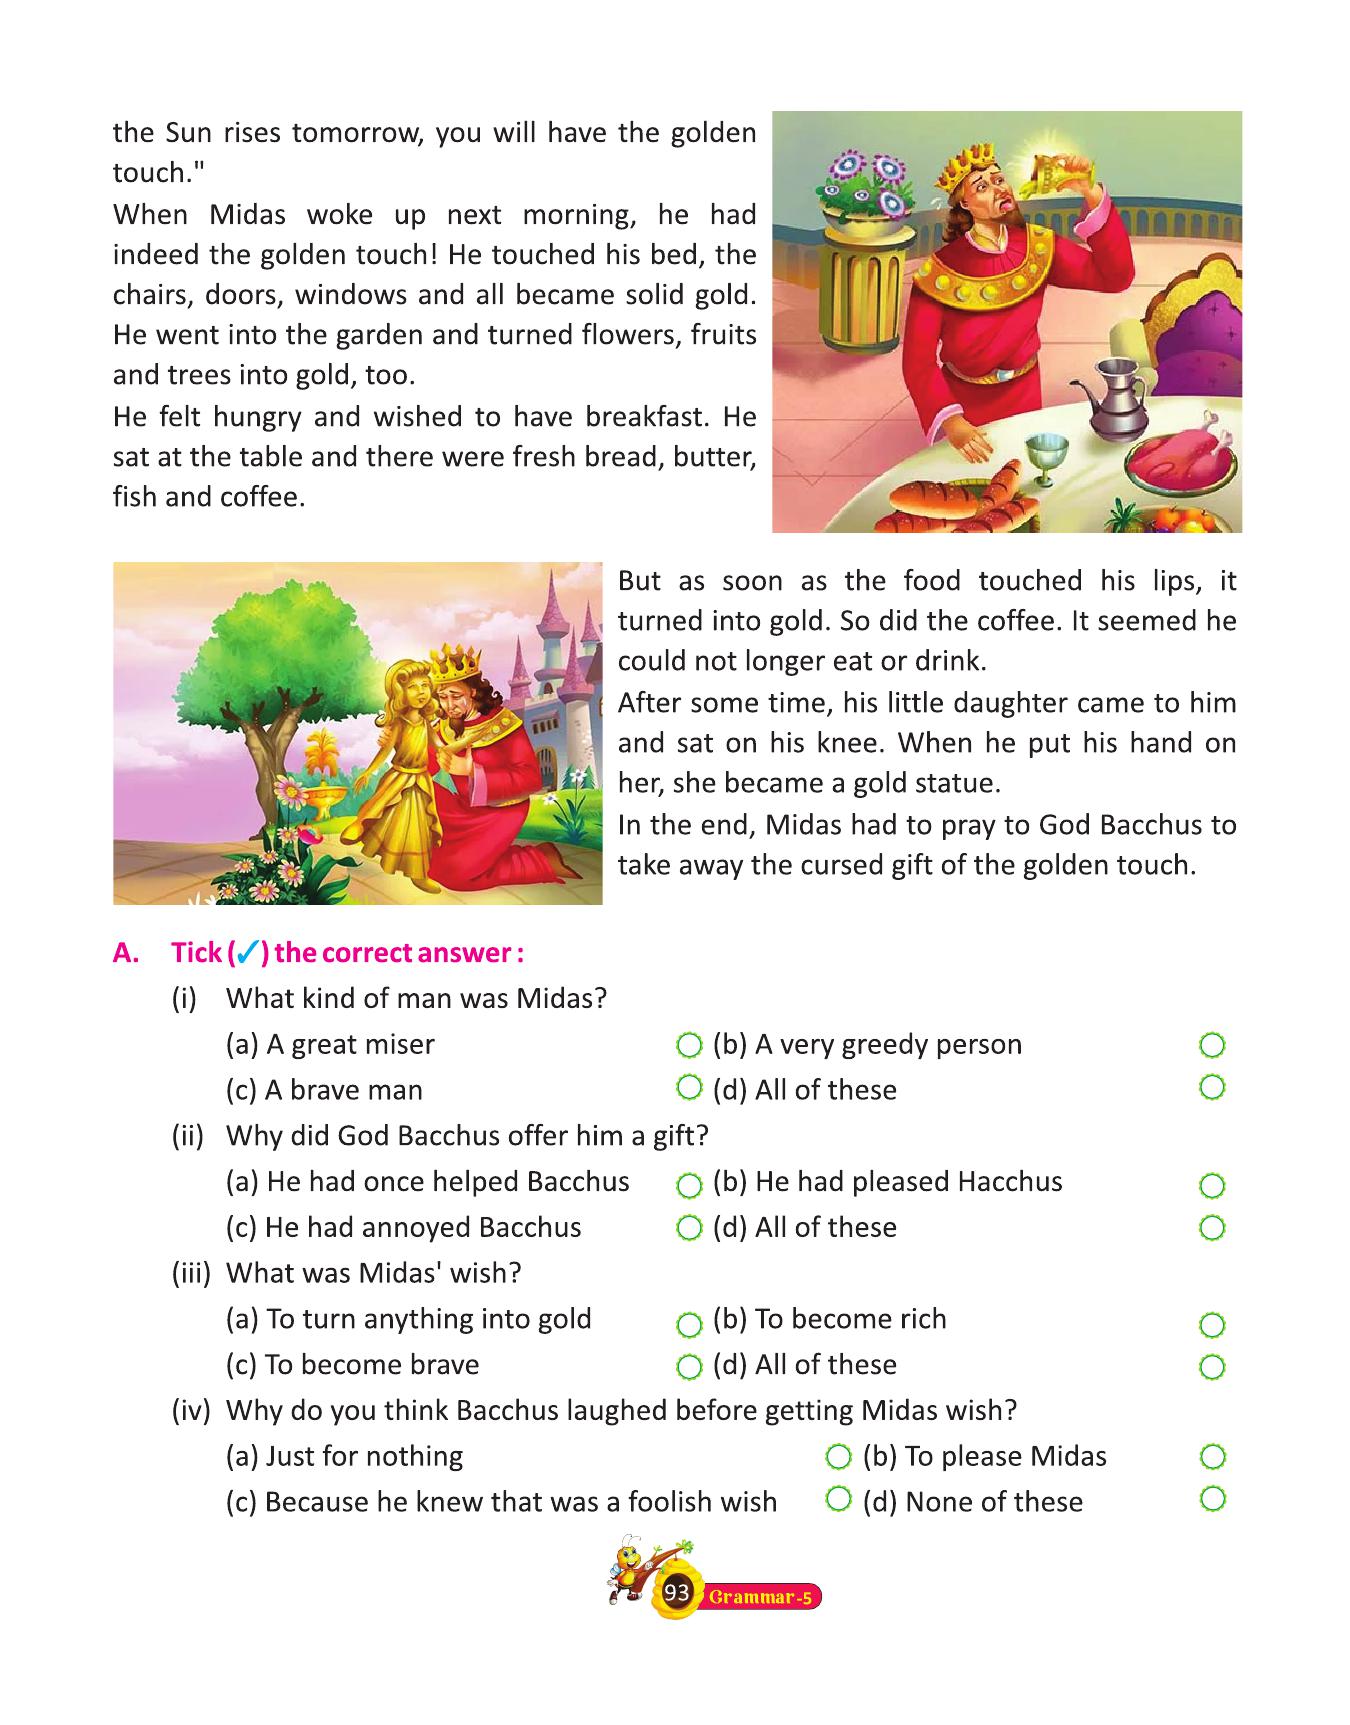 the Sun rises tomorrow, you will have the golden
touch."
When Midas woke up next morning, he had
indeed the golden touch! He touched his bed, the
chairs, doors, windows and all became solid gold.
He went into the garden and turned flowers, fruits
and trees into gold, too.
He felt hungry and wished to have breakfast. He
sat at the table and there were fresh bread, butter,
fish and coffee.
But as soon as the food touched his lips, it
turned into gold. So did the coffee. It seemed he
could not longer eat or drink.
After some time, his little daughter came to him
and sat on his knee. When he put his hand on
her, she became a gold statue.
In the end, Midas had to pray to God Bacchus to
take away the cursed gift of the golden touch.
A. Tick (✓) the correct answer :
(i) What kind of man was Midas?
(a) A great miser (b) A very greedy person
(c) A brave man (d) All of these
(ii) Why did God Bacchus offer him a gift?
(a) He had once helped Bacchus (b) He had pleased Hacchus
(c) He had annoyed Bacchus (d) All of these
(iii) What was Midas' wish?
(a) To turn anything into gold (b) To become rich
(c) To become brave (d) All of these
(iv) Why do you think Bacchus laughed before getting Midas wish?
(a) Just for nothing (b) To please Midas
(c) Because he knew that was a foolish wish (d) None of these
93 Grammar-5